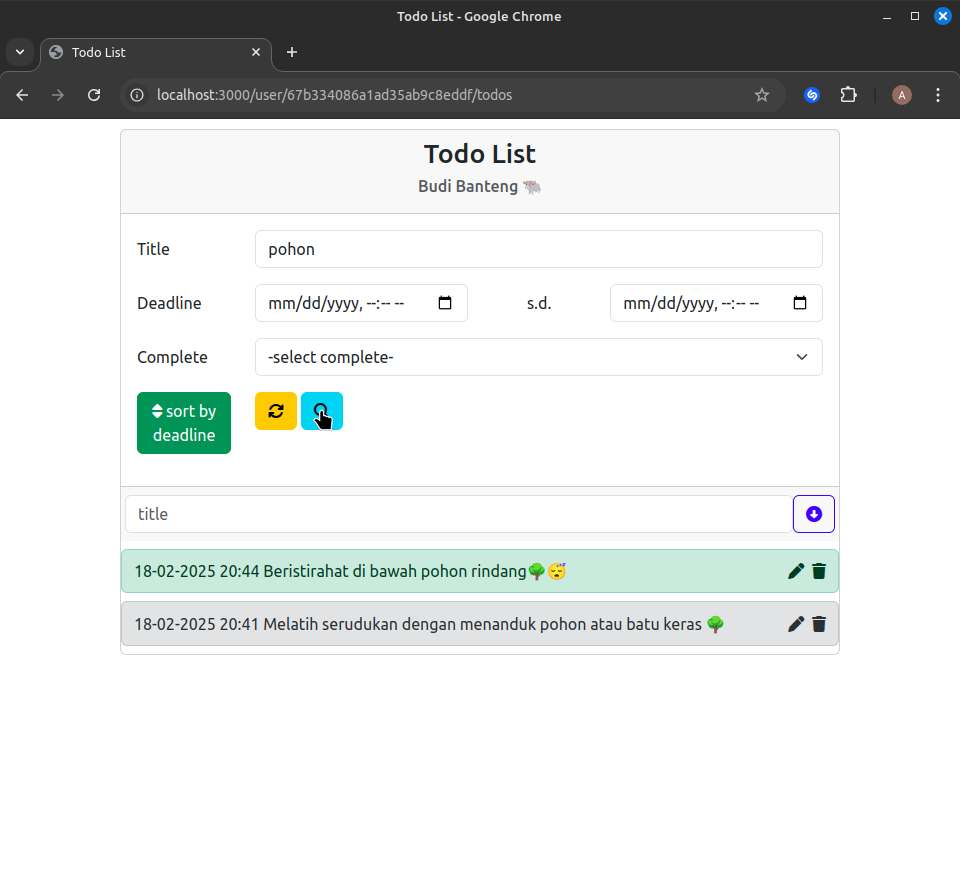 Todo List - Google Chrome
Todo List
localhost:3000/user/67b334086a1ad35ab9c8eddf/todos
A
Todo List
Budi Banteng 🐃
Title pohon
Deadline mm/dd/yyyy, --:-- -- s.d. mm/dd/yyyy, --:-- --
Complete -select complete-
sort by
deadline
title
18-02-2025 20:44 Beristirahat di bawah pohon rindang🌳😴
18-02-2025 20:41 Melatih serudukan dengan menanduk pohon atau batu keras 🌳